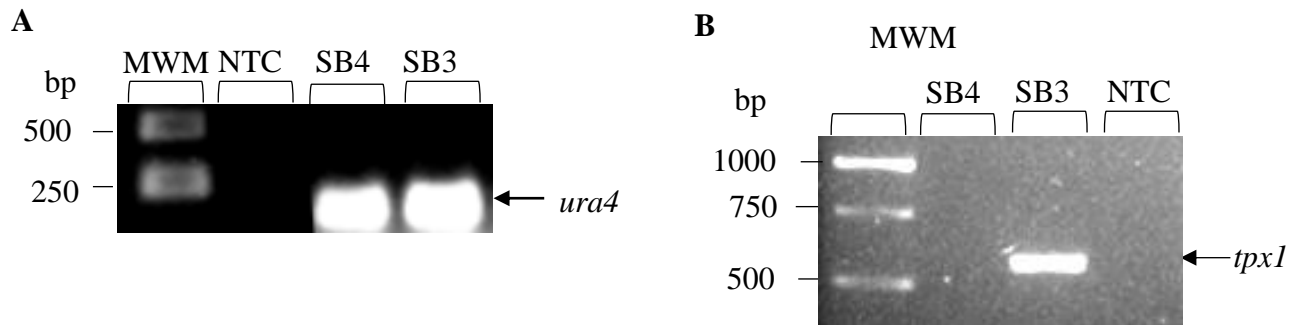 A
MWM NTC SB4 SB3
bp
500
250
ura4
B
MWM
bp
SB4 SB3 NTC
1000
750
500
tpx1